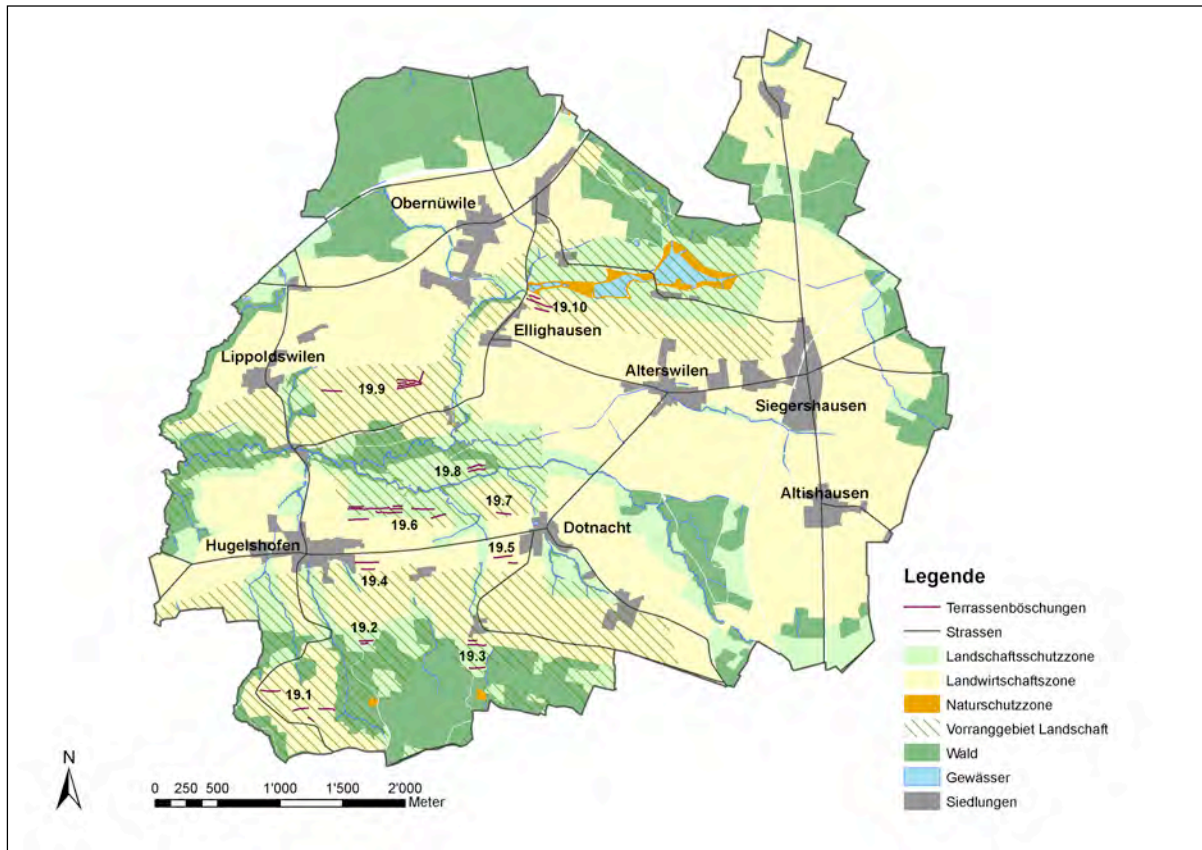 Obernüwile
19.10
Ellighausen
Lippoldswilen
19.9
Alterswilen
Siegershausen
19.8
19.7
Altishausen
19.6
Dotnacht
Hugelshofen
19.5
19.4
19.2
19.3
19.1
Legende
Terrassenböschungen
Strassen
Landschaftsschutzzone
Landwirtschaftszone
Naturschutzzone
Vorranggebiet Landschaft
Wald
Gewässer
Siedlungen
N
0 250 500 1'000 1'500 2'000
Meter